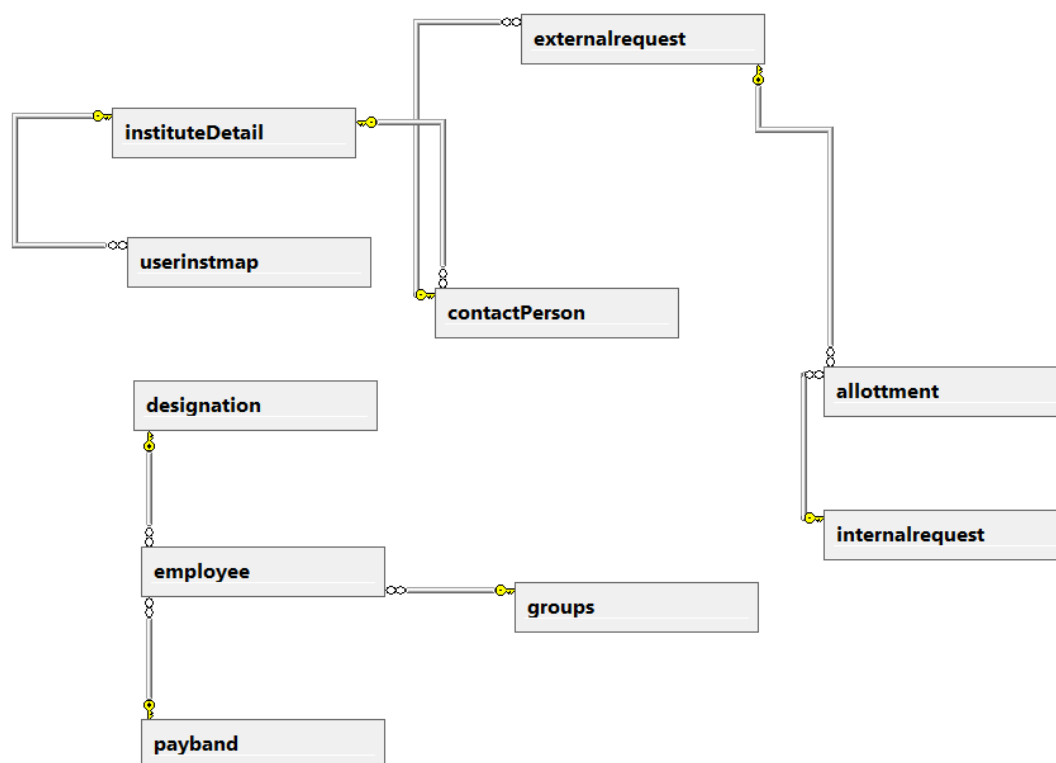 externalrequest
instituteDetail
userinstmap
contactPerson
designation
allottment
internalrequest
employee
groups
payband